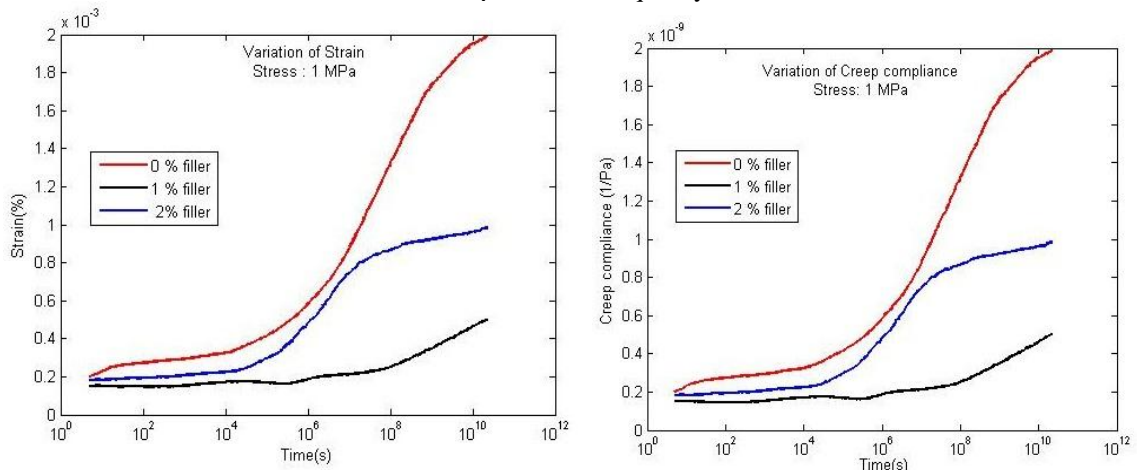 x 10^-3
Variation of Strain
Stress : 1 MPa
0 % filler
1 % filler
2% filler
Strain(%)
2
1.8
1.6
1.4
1.2
1
0.8
0.6
0.4
0.2
0
10^0
10^2
10^4
10^6
10^8
10^10
10^12
Time(s)
x 10^-9
Variation of Creep compliance
Stress: 1 MPa
0 % filler
1 % filler
2 % filler
Creep compliance (1/Pa)
2
1.8
1.6
1.4
1.2
1
0.8
0.6
0.4
0.2
0
10^0
10^2
10^4
10^6
10^8
10^10
10^12
Time(s)